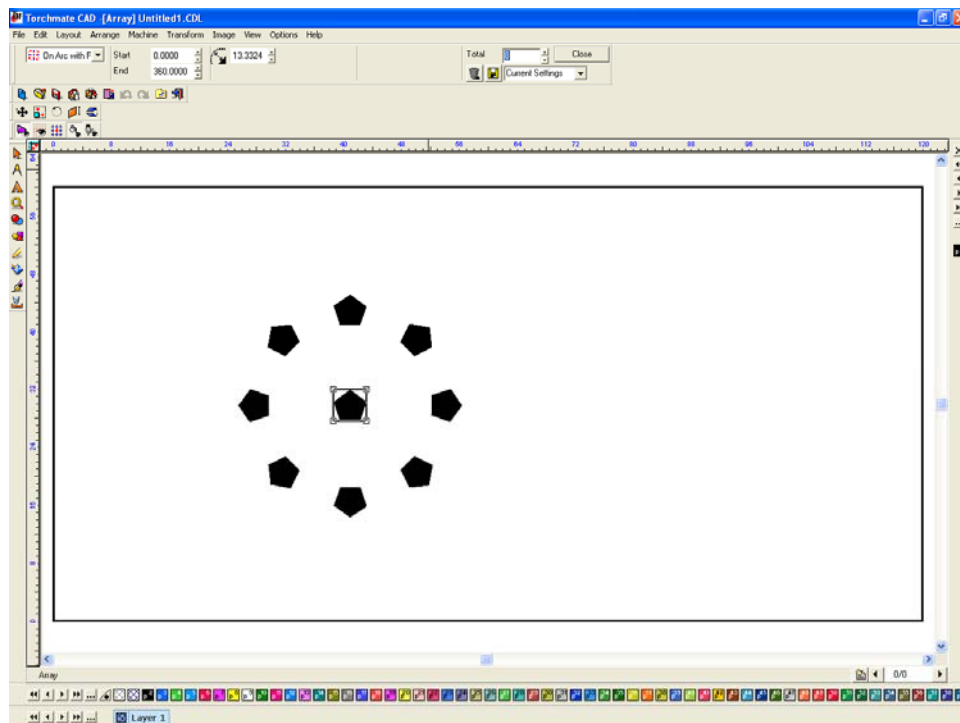 Torchmate CAD -[Array] Untitled1.CDL
File Edit Layout Arrange Machine Transform Image View Options Help
On Arc with F Start 0.0000 13.3324 Total Close
End 360.0000 Current Settings
0 8 16 24 32 40 48 56 64 72 80 88 96 104 112 120
Array 0/0
Layer 1